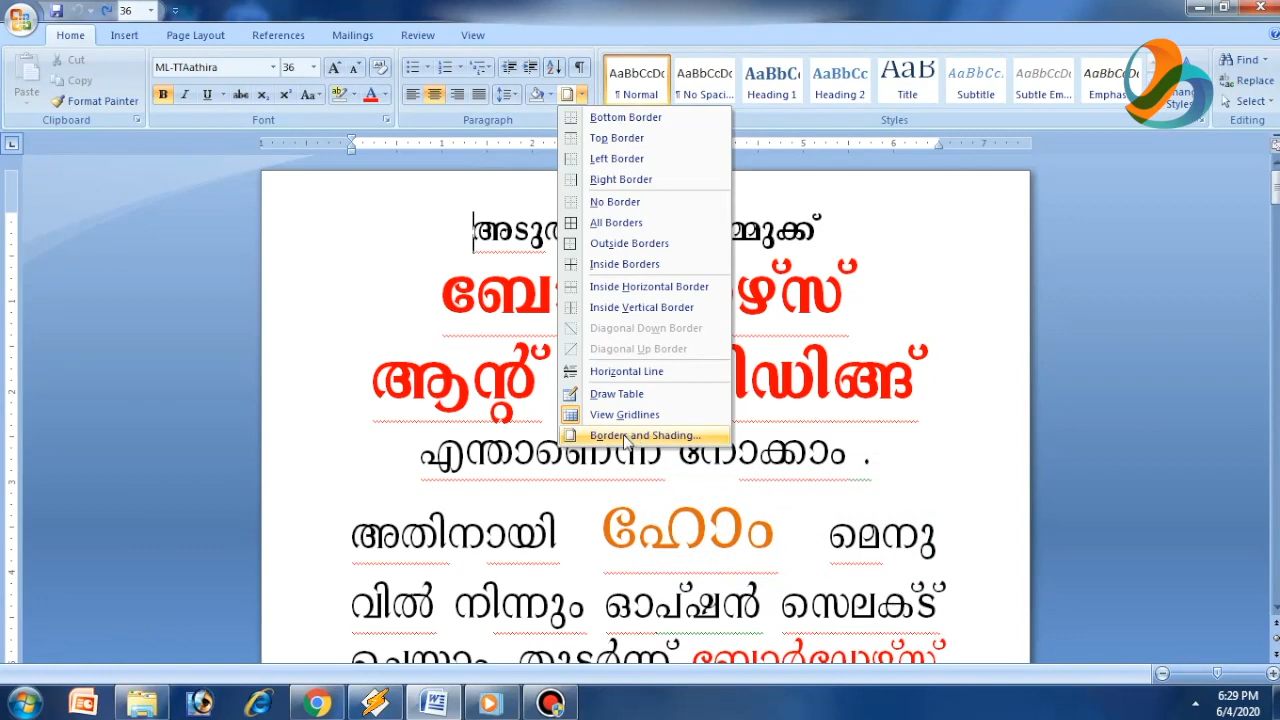 36
Home Insert Page Layout References Mailings Review View
Cut
Copy
Paste
Format Painter
Clipboard
ML-TTAathira 36
Font
Paragraph
AaBbCcDc AaBbCcDc AaBbC AaBbCc AaB AaBbCc. AaBbCcDc AaBbCcDc
¶ Normal ¶ No Spaci... Heading 1 Heading 2 Title Subtitle Subtle Em...
Styles
Find
Replace
Select
Editing
Bottom Border
Top Border
Left Border
Right Border
No Border
All Borders
Outside Borders
Inside Borders
Inside Horizontal Border
Inside Vertical Border
Diagonal Down Border
Diagonal Up Border
Horizontal Line
Draw Table
View Gridlines
Borders and Shading...
ആന്റ്
നോക്കാം .
അതിനായി ഹോം മെനു
വിൽ നിന്നും ഓപ്ഷൻ സെലക്ട്
6:29 PM
6/4/2020